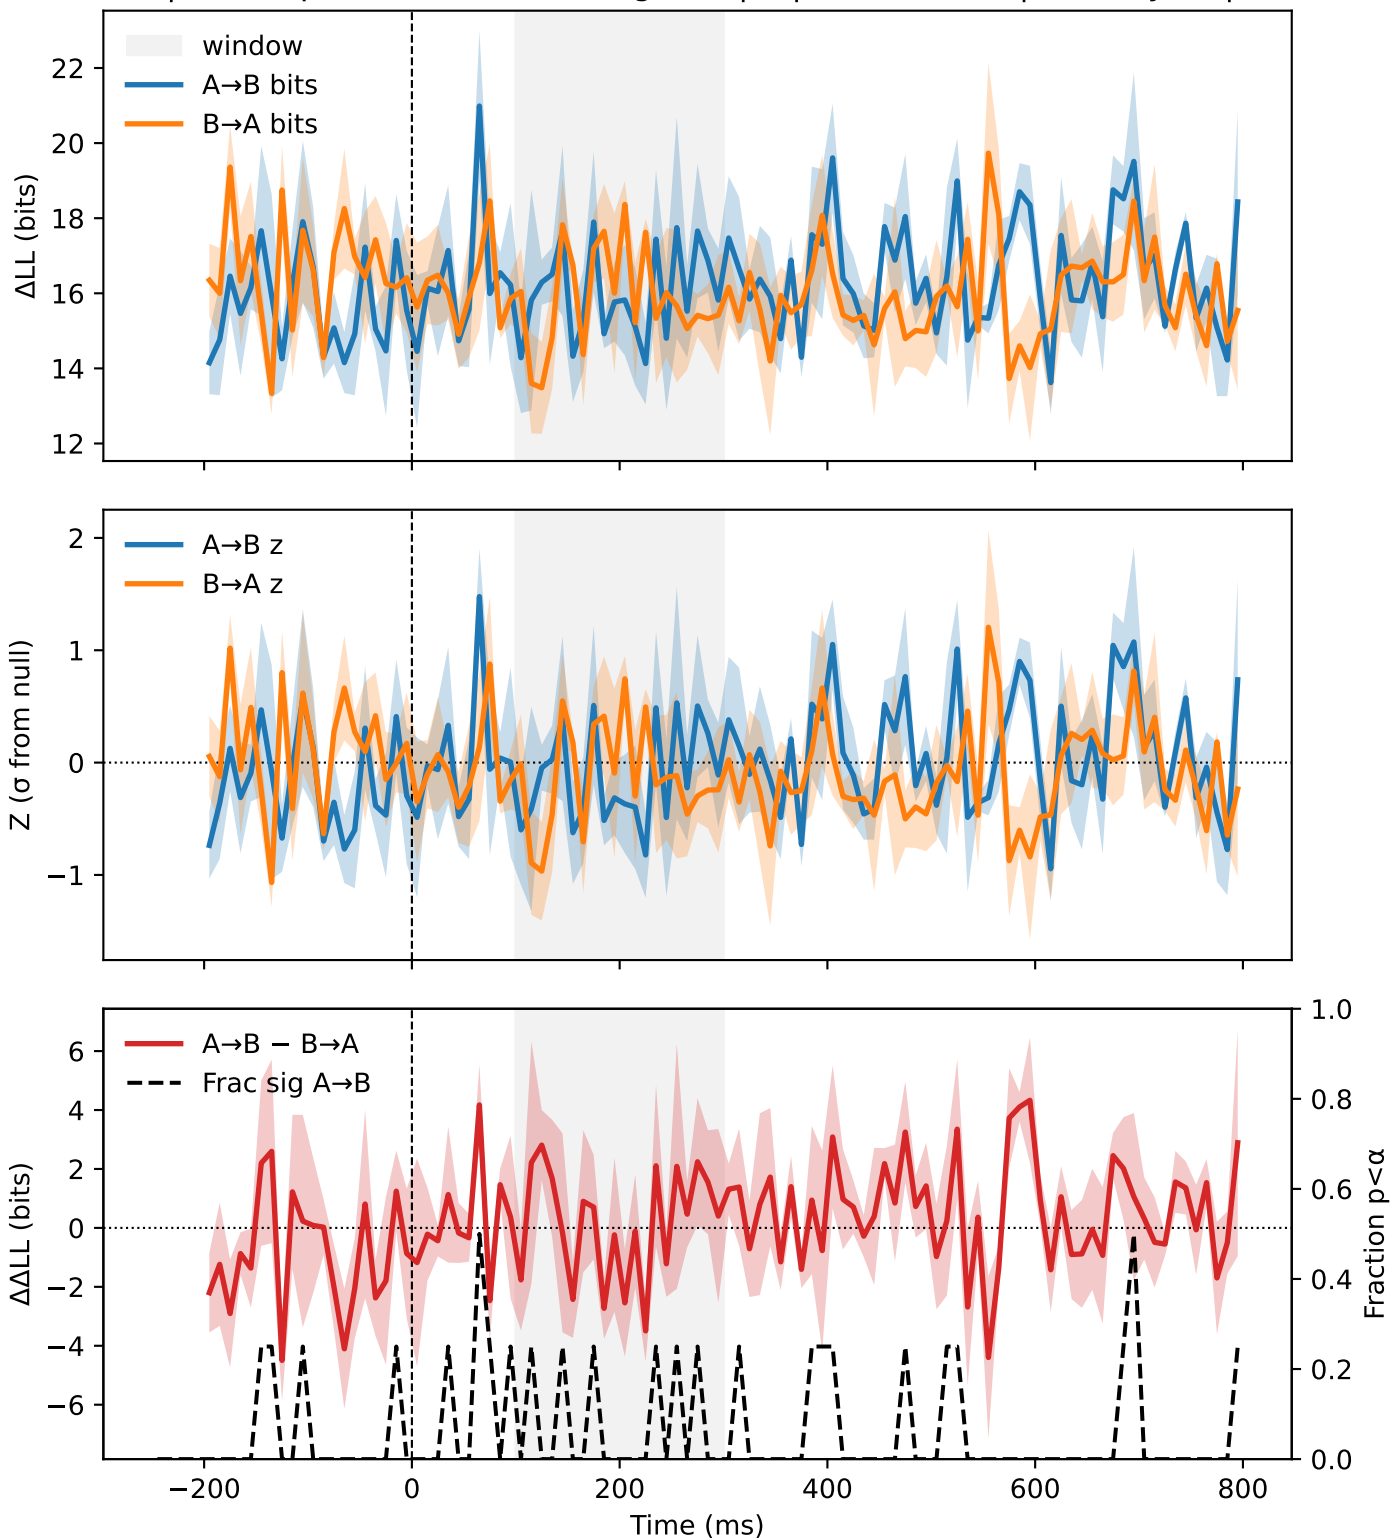 window
A→B bits
B→A bits
22
20
18
16
14
12
ΔLL (bits)
A→B z
B→A z
2
1
0
−1
Z (σ from null)
A→B − B→A
Frac sig A→B
6
4
2
0
−2
−4
−6
ΔΔLL (bits)
1.0
0.8
0.6
0.4
0.2
0.0
Fraction p<α
−200
0
200
400
600
800
Time (ms)